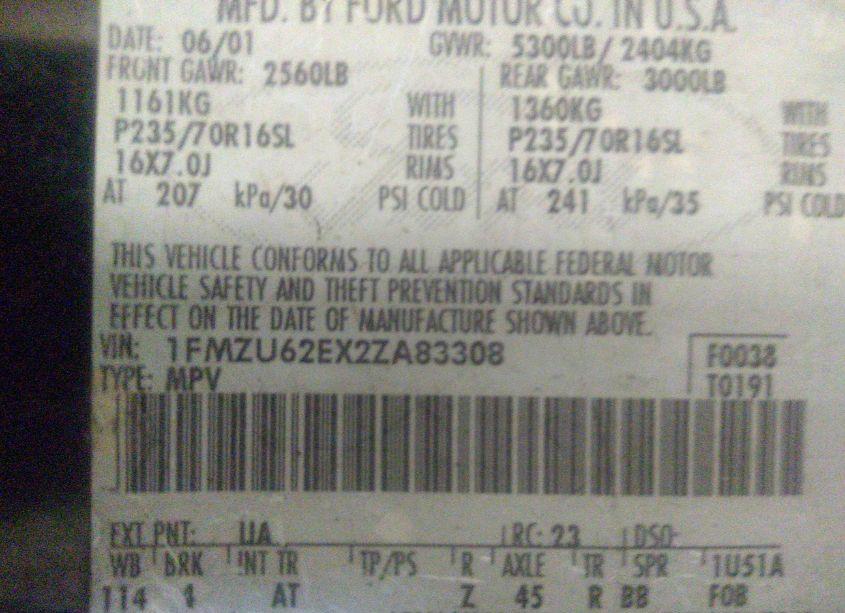 MFD. BY FORD MOTOR CO. IN U.S.A.
DATE: 06/01 GVWR: 5300LB/ 2404KG
FRONT GAWR: 2560LB REAR GAWR: 3000LB
1161KG WITH 1360KG WITH
P235/70R16SL TIRES P235/70R16SL TIRES
16X7.0J RIMS 16X7.0J RIMS
AT 207 kPa/30 PSI COLD AT 241 kPa/35 PSI COLD
THIS VEHICLE CONFORMS TO ALL APPLICABLE FEDERAL MOTOR
VEHICLE SAFETY AND THEFT PREVENTION STANDARDS IN
EFFECT ON THE DATE OF MANUFACTURE SHOWN ABOVE.
VIN: 1FMZU62EX2ZA83308 F0038
TYPE: MPV T0191
EXT PNT: UA RC: 23 DSO:
WB BRK INT TR TP/PS R AXLE TR SPR 1U51A
114 4 AT Z 45 R BB F08